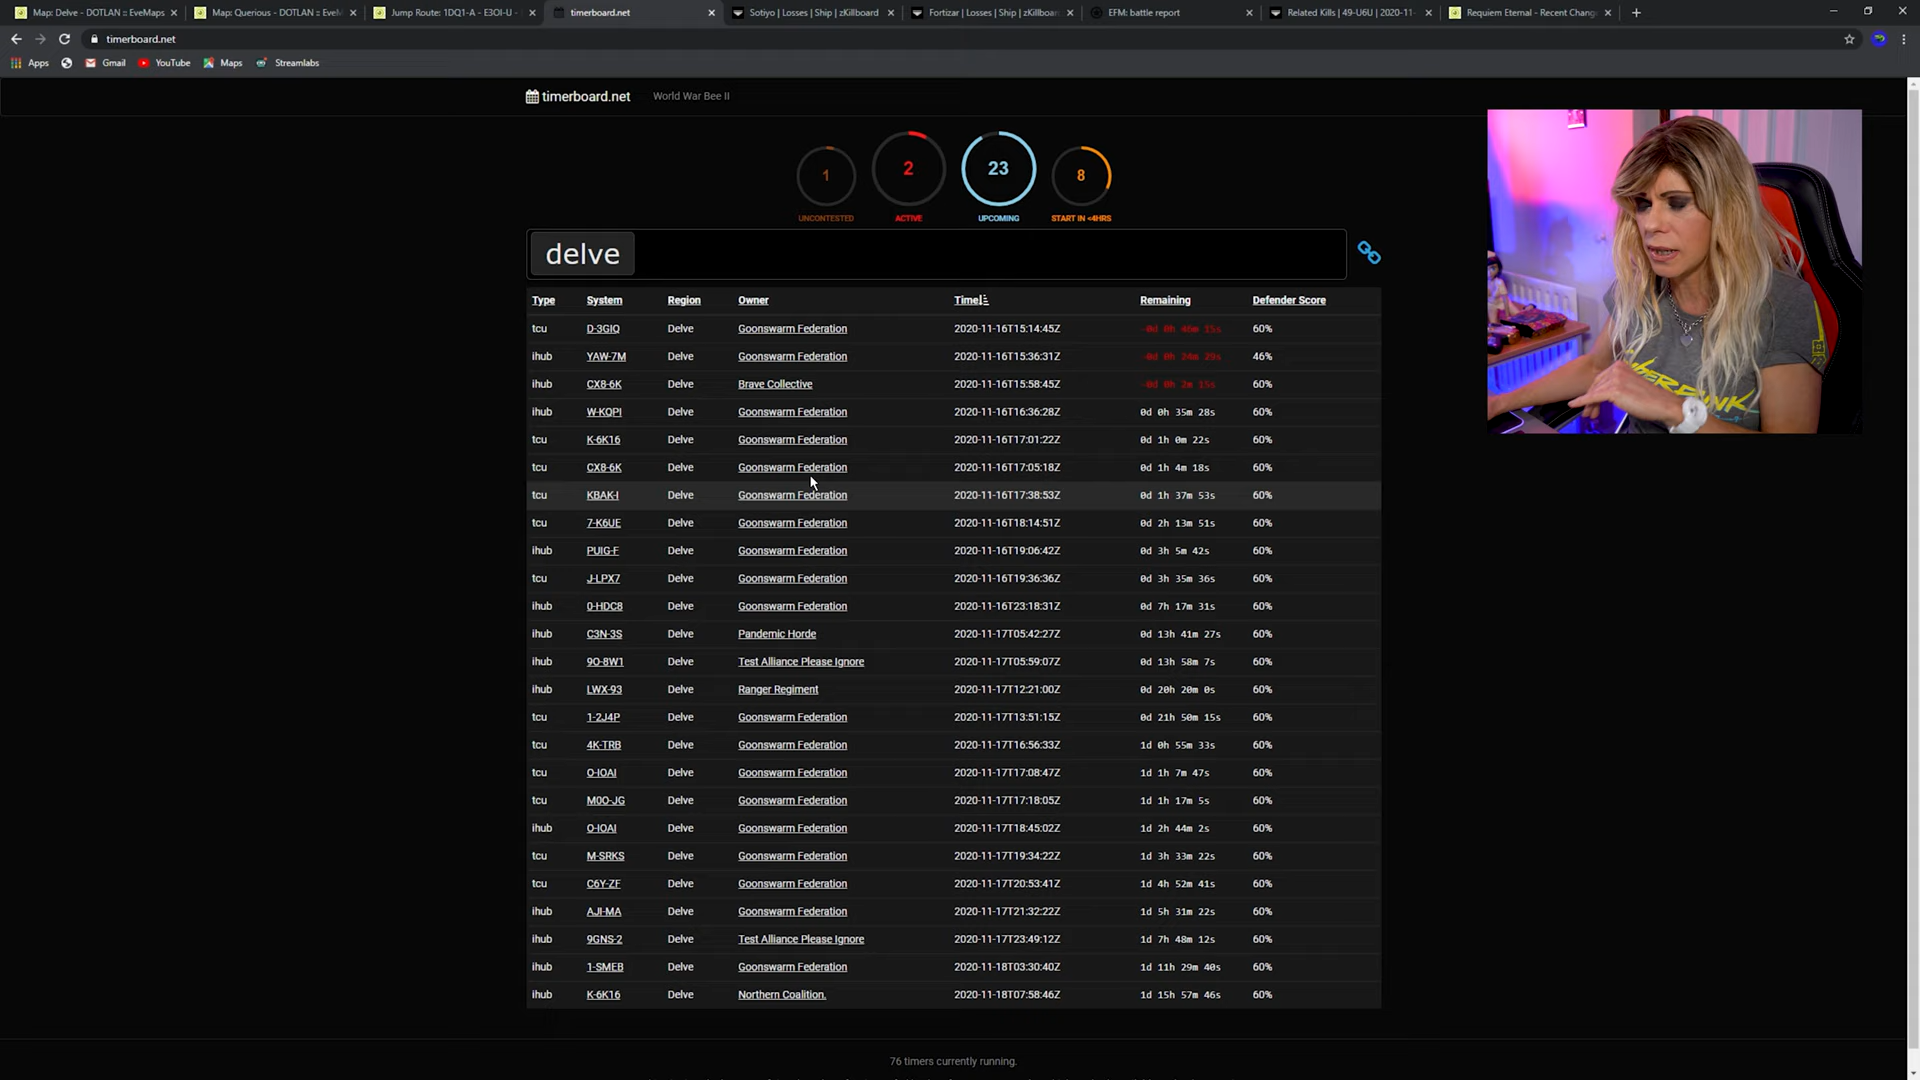 Map: Delve - DOTLAN :: EveMaps
Map: Querious - DOTLAN :: EveM
Jump Route: 1DQ1-A - E3OI-U -
timerboard.net
Sotiyo | Losses | Ship | zKillboard
Fortizar | Losses | Ship | zKillboar
EFM: battle report
Related Kills | 49-U6U | 2020-11-
Requiem Eternal - Recent Chang
timerboard.net
Apps
Gmail
YouTube
Maps
Streamlabs
timerboard.net World War Bee II
1 2 23 8
UNCONTESTED ACTIVE UPCOMING START IN <4HRS
delve
Type System Region Owner Time Remaining Defender Score
tcu D-3GIQ Delve Goonswarm Federation 2020-11-16T15:14:45Z -0d 0h 46m 15s 60%
ihub YAW-7M Delve Goonswarm Federation 2020-11-16T15:36:31Z -0d 0h 24m 29s 46%
ihub CX8-6K Delve Brave Collective 2020-11-16T15:58:45Z -0d 0h 2m 15s 60%
ihub W-KQPI Delve Goonswarm Federation 2020-11-16T16:36:28Z 0d 0h 35m 28s 60%
tcu K-6K16 Delve Goonswarm Federation 2020-11-16T17:01:22Z 0d 1h 0m 22s 60%
tcu CX8-6K Delve Goonswarm Federation 2020-11-16T17:05:18Z 0d 1h 4m 18s 60%
tcu KBAK-I Delve Goonswarm Federation 2020-11-16T17:38:53Z 0d 1h 37m 53s 60%
tcu 7-K6UE Delve Goonswarm Federation 2020-11-16T18:14:51Z 0d 2h 13m 51s 60%
ihub PUIG-F Delve Goonswarm Federation 2020-11-16T19:06:42Z 0d 3h 5m 42s 60%
tcu J-LPX7 Delve Goonswarm Federation 2020-11-16T19:36:36Z 0d 3h 35m 36s 60%
ihub 0-HDC8 Delve Goonswarm Federation 2020-11-16T23:18:31Z 0d 7h 17m 31s 60%
ihub C3N-3S Delve Pandemic Horde 2020-11-17T05:42:27Z 0d 13h 41m 27s 60%
ihub 9O-8W1 Delve Test Alliance Please Ignore 2020-11-17T05:59:07Z 0d 13h 58m 7s 60%
ihub LWX-93 Delve Ranger Regiment 2020-11-17T12:21:00Z 0d 20h 20m 0s 60%
tcu 1-2J4P Delve Goonswarm Federation 2020-11-17T13:51:15Z 0d 21h 50m 15s 60%
tcu 4K-TRB Delve Goonswarm Federation 2020-11-17T16:56:33Z 1d 0h 55m 33s 60%
tcu O-IOAI Delve Goonswarm Federation 2020-11-17T17:08:47Z 1d 1h 7m 47s 60%
tcu M0O-JG Delve Goonswarm Federation 2020-11-17T17:18:05Z 1d 1h 17m 5s 60%
ihub O-IOAI Delve Goonswarm Federation 2020-11-17T18:45:02Z 1d 2h 44m 2s 60%
tcu M-SRKS Delve Goonswarm Federation 2020-11-17T19:34:22Z 1d 3h 33m 22s 60%
tcu C6Y-ZF Delve Goonswarm Federation 2020-11-17T20:53:41Z 1d 4h 52m 41s 60%
ihub AJI-MA Delve Goonswarm Federation 2020-11-17T21:32:22Z 1d 5h 31m 22s 60%
ihub 9GNS-2 Delve Test Alliance Please Ignore 2020-11-17T23:49:12Z 1d 7h 48m 12s 60%
ihub 1-SMEB Delve Goonswarm Federation 2020-11-18T03:30:40Z 1d 11h 29m 40s 60%
ihub K-6K16 Delve Northern Coalition. 2020-11-18T07:58:46Z 1d 15h 57m 46s 60%
76 timers currently running.